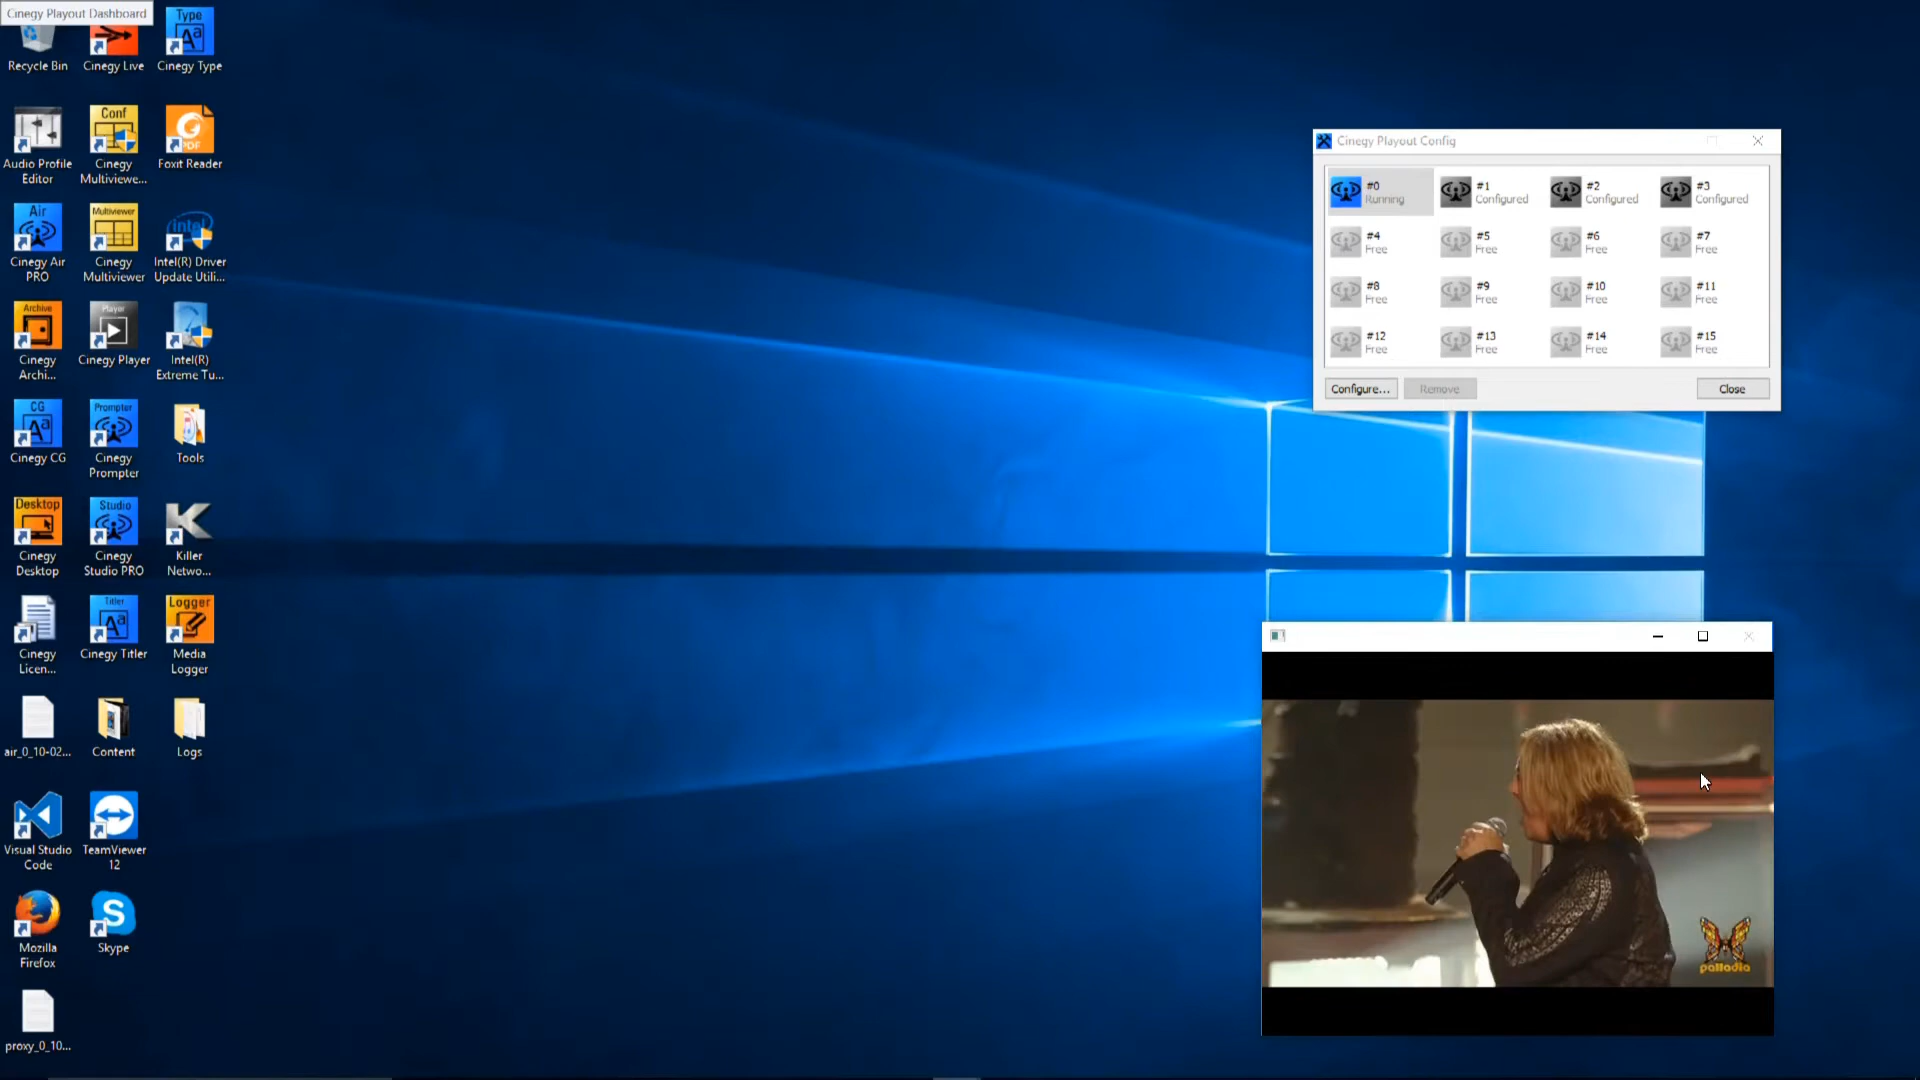 Cinegy Playout Dashboard
Recycle Bin
Cinegy Live
Type
Aa
Cinegy Type
Audio Profile
Editor
Conf
Cinegy
Multiviewe...
PDF
Foxit Reader
Air
Cinegy Air
PRO
Multiviewer
Cinegy
Multiviewer
intel
Intel(R) Driver
Update Utili...
Archive
Cinegy
Archi...
Player
Cinegy Player
Intel(R)
Extreme Tu...
CG
Aa
Cinegy CG
Prompter
Cinegy
Prompter
Tools
Desktop
Cinegy
Desktop
Studio
Cinegy
Studio PRO
K
Killer
Netwo...
Cinegy
Licen...
Titler
Aa
Cinegy Titler
Logger
Media
Logger
air_0_10-02...
Content
Logs
Visual Studio
Code
TeamViewer
12
Mozilla
Firefox
S
Skype
proxy_0_10...
Cinegy Playout Config
#0
Running
#1
Configured
#2
Configured
#3
Configured
#4
Free
#5
Free
#6
Free
#7
Free
#8
Free
#9
Free
#10
Free
#11
Free
#12
Free
#13
Free
#14
Free
#15
Free
Configure...
Remove
Close
palladia